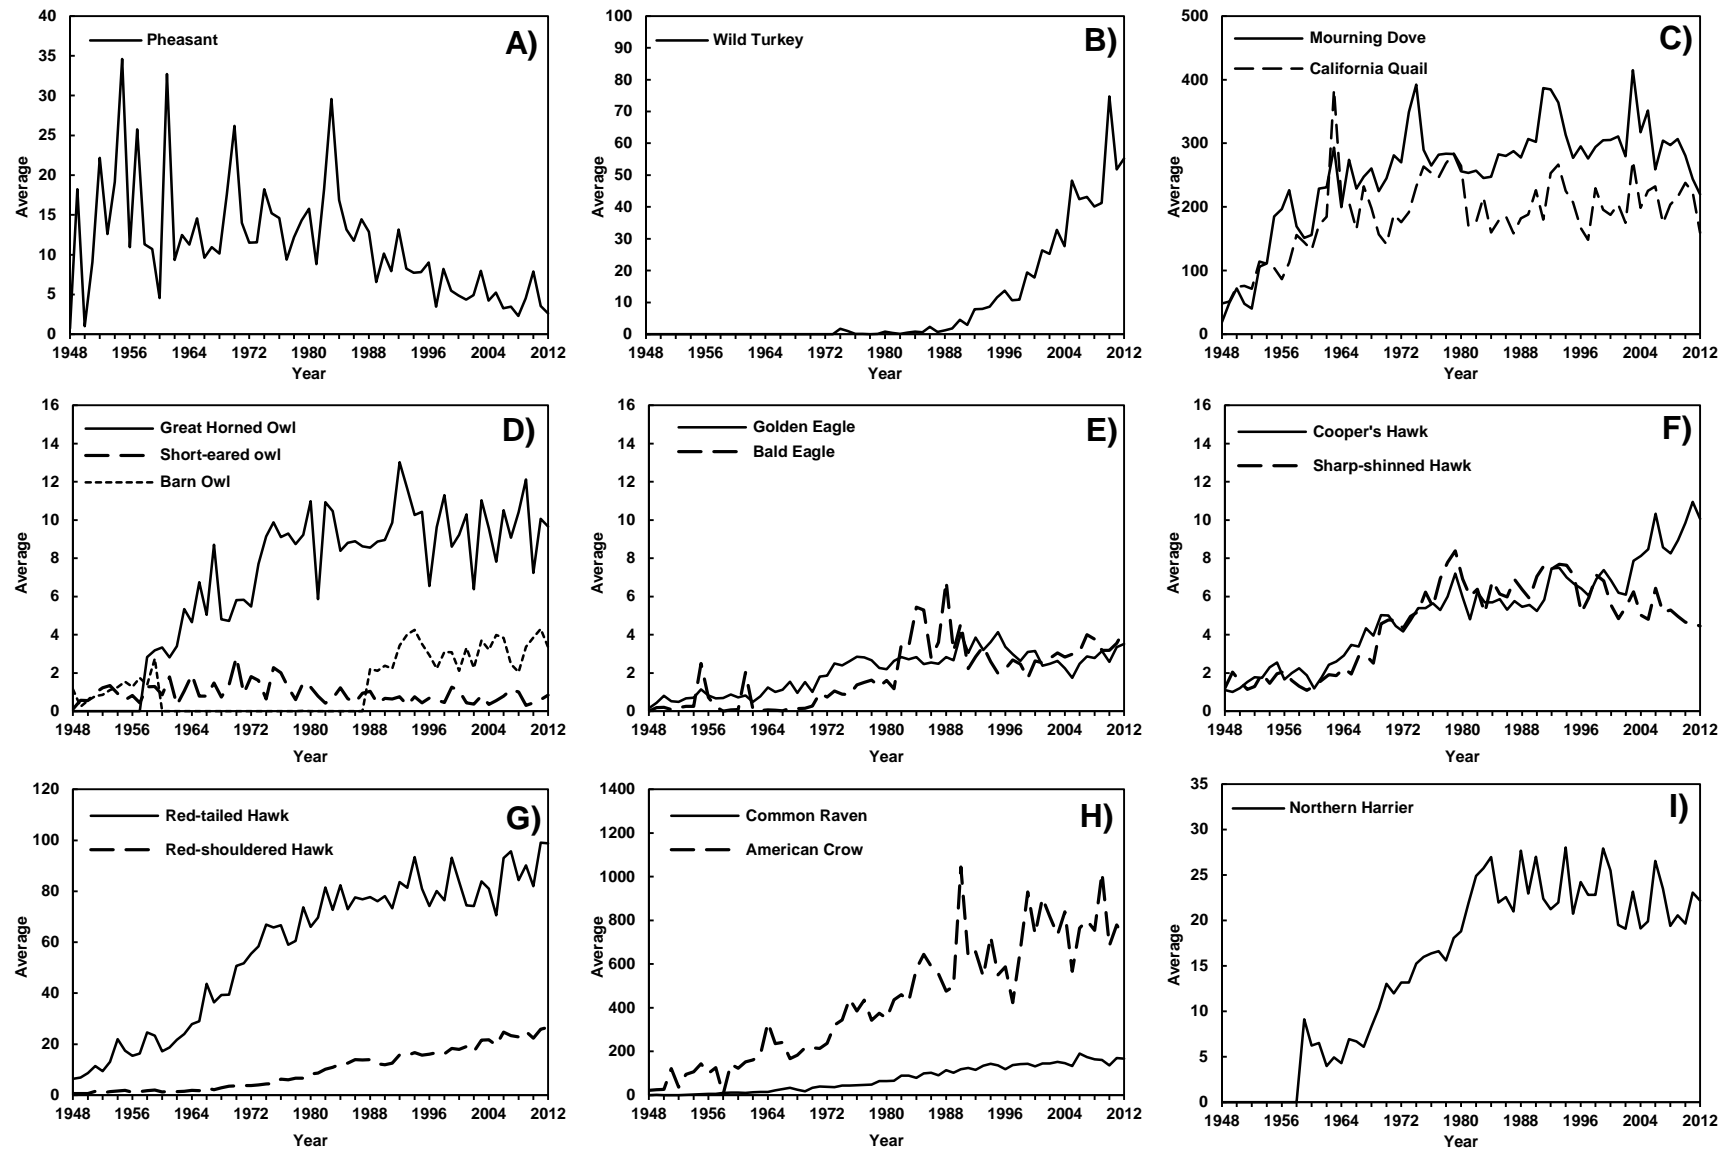 A)
Pheasant
40
35
30
25
20
15
10
5
0
Average
1948 1956 1964 1972 1980 1988 1996 2004 2012
Year
B)
Wild Turkey
100
90
80
70
60
50
40
30
20
10
0
Average
1948 1956 1964 1972 1980 1988 1996 2004 2012
Year
C)
Mourning Dove
California Quail
500
400
300
200
100
0
Average
1948 1956 1964 1972 1980 1988 1996 2004 2012
Year
D)
Great Horned Owl
Short-eared owl
Barn Owl
16
14
12
10
8
6
4
2
0
Average
1948 1956 1964 1972 1980 1988 1996 2004 2012
Year
E)
Golden Eagle
Bald Eagle
16
14
12
10
8
6
4
2
0
Average
1948 1956 1964 1972 1980 1988 1996 2004 2012
Year
F)
Cooper's Hawk
Sharp-shinned Hawk
16
14
12
10
8
6
4
2
0
Average
1948 1956 1964 1972 1980 1988 1996 2004 2012
Year
G)
Red-tailed Hawk
Red-shouldered Hawk
120
100
80
60
40
20
0
Average
1948 1956 1964 1972 1980 1988 1996 2004 2012
Year
H)
Common Raven
American Crow
1400
1200
1000
800
600
400
200
0
Average
1948 1956 1964 1972 1980 1988 1996 2004 2012
Year
I)
Northern Harrier
35
30
25
20
15
10
5
0
Average
1948 1956 1964 1972 1980 1988 1996 2004 2012
Year